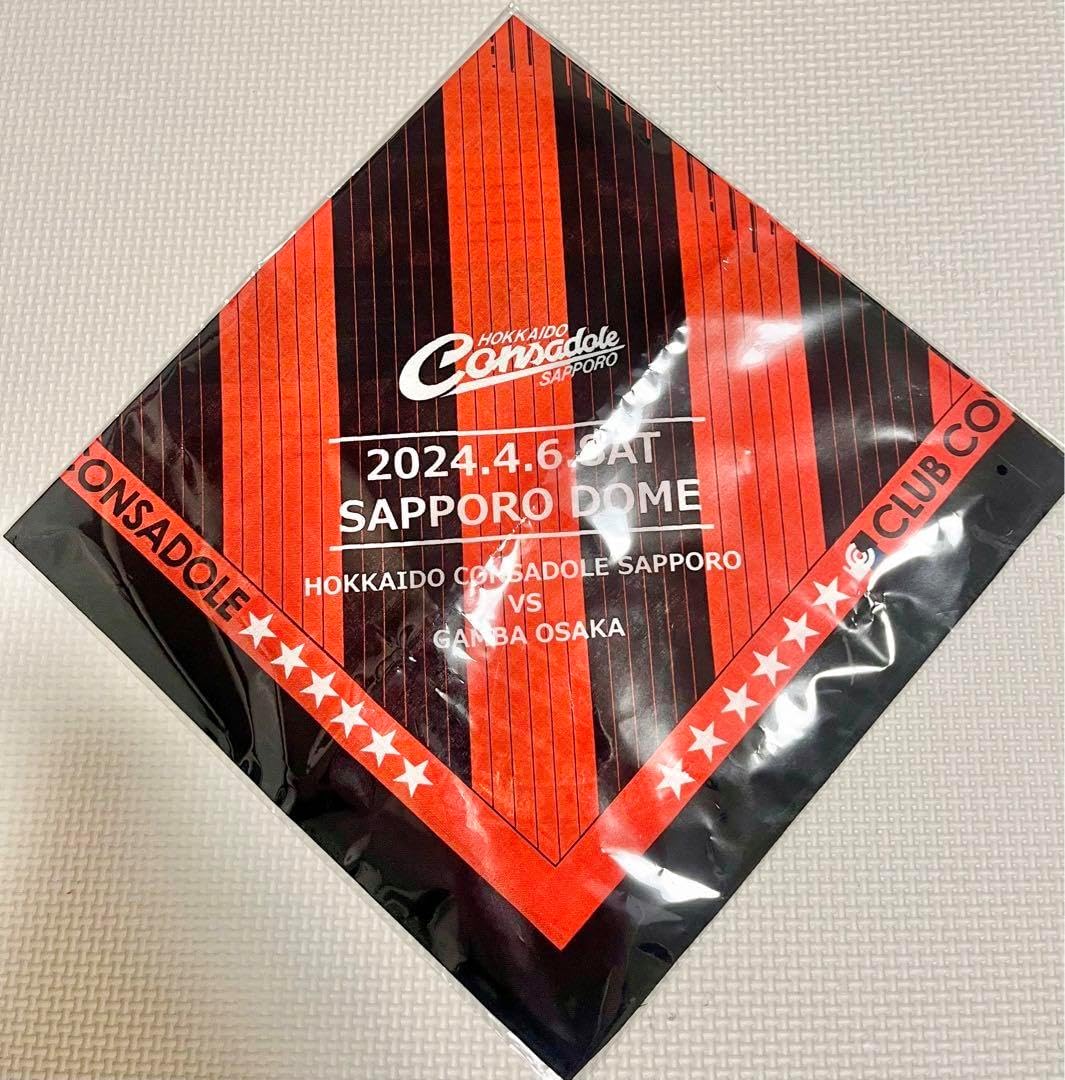 HOKKAIDO
Consadole
SAPPORO
2024.4.6.SAT
SAPPORO DOME
HOKKAIDO CONSADOLE SAPPORO
VS
GAMBA OSAKA
CONSADOLE ★★★★★★
★★★★★★ CLUB CO